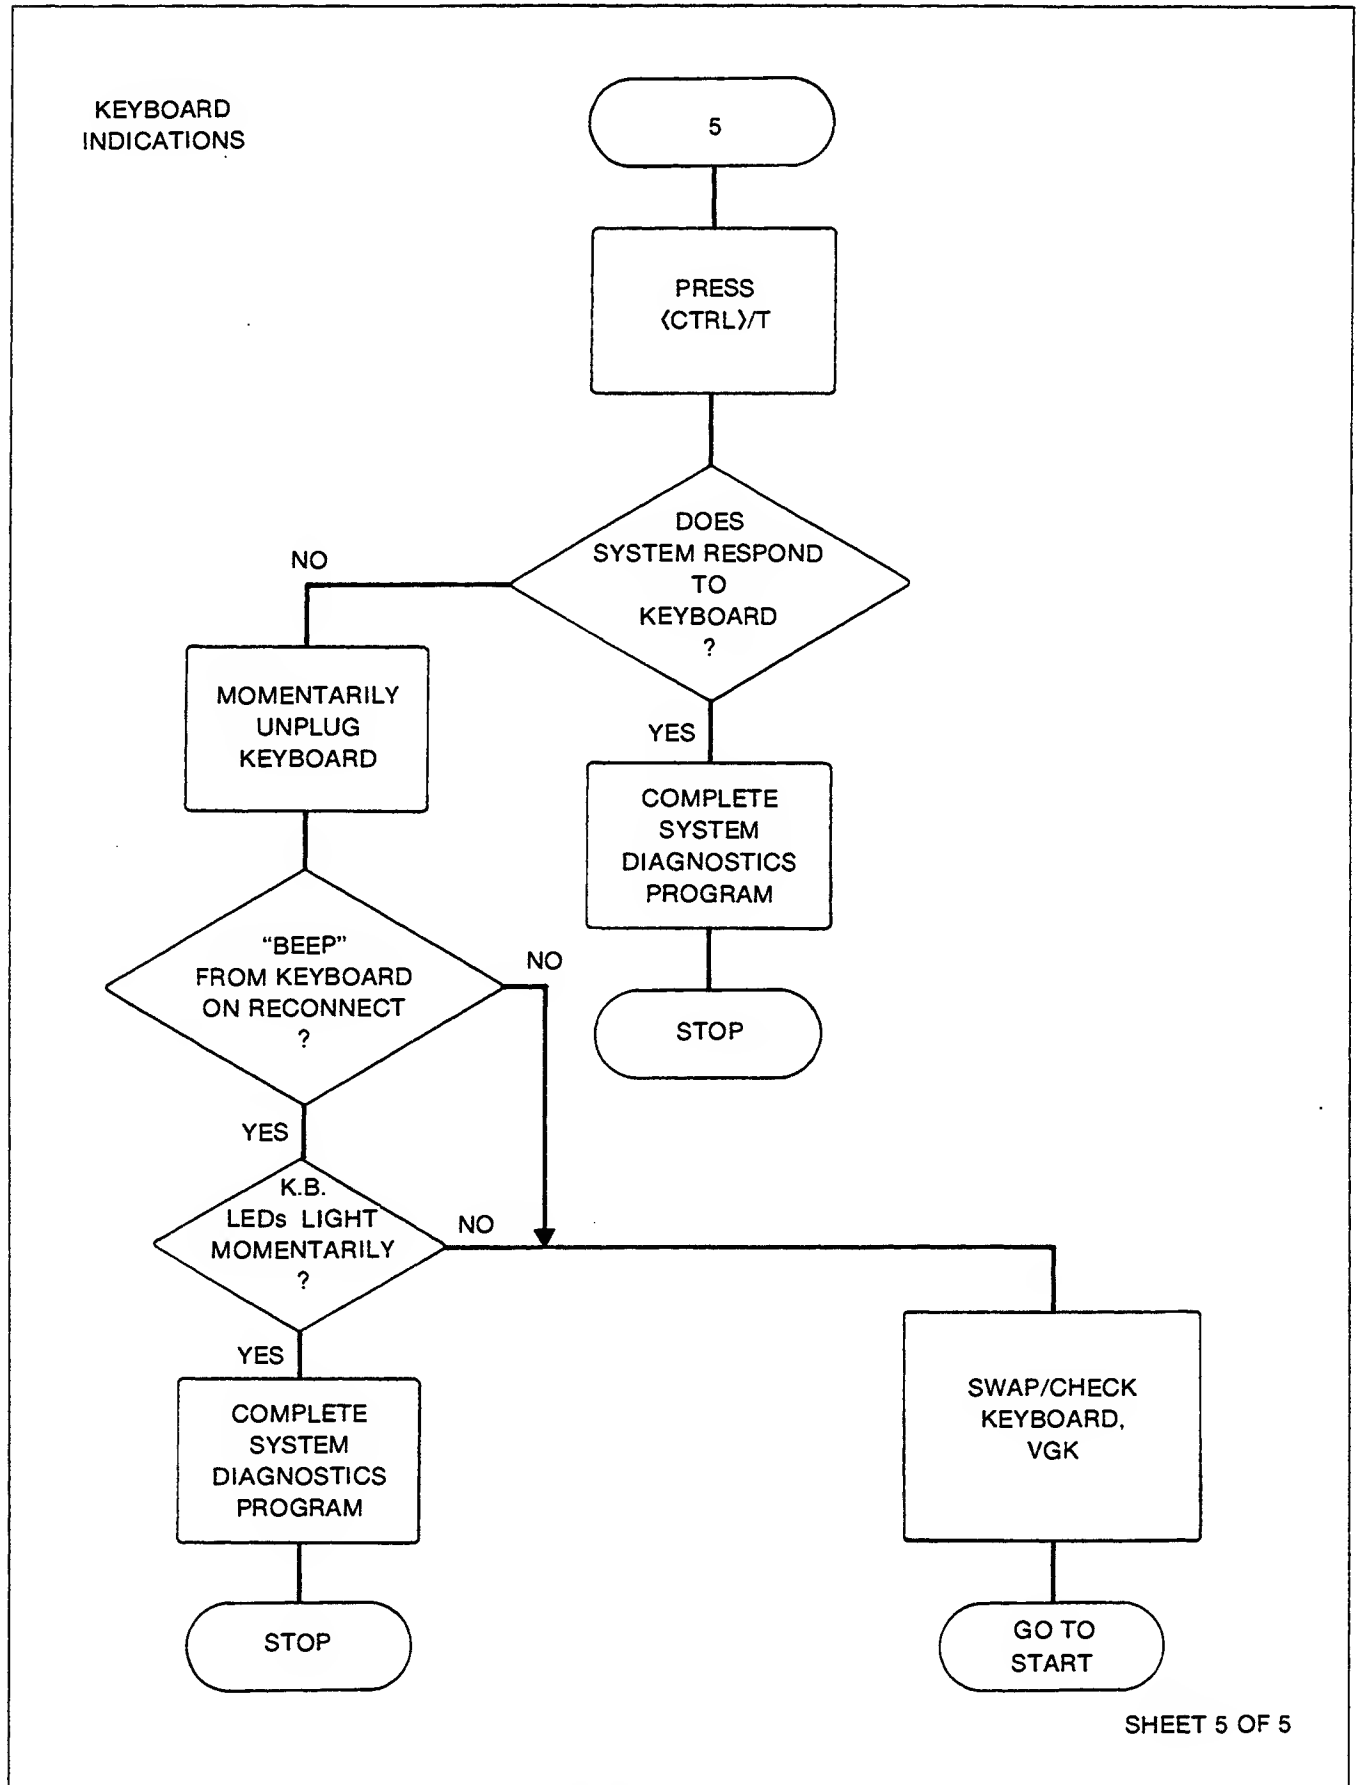 KEYBOARD
INDICATIONS
5
PRESS
⟨CTRL⟩/T
DOES
SYSTEM RESPOND
TO
KEYBOARD
?
NO
MOMENTARILY
UNPLUG
KEYBOARD
YES
COMPLETE
SYSTEM
DIAGNOSTICS
PROGRAM
STOP
“BEEP”
FROM KEYBOARD
ON RECONNECT
?
NO
YES
K.B.
LEDs LIGHT
MOMENTARILY
?
NO
YES
COMPLETE
SYSTEM
DIAGNOSTICS
PROGRAM
STOP
SWAP/CHECK
KEYBOARD,
VGK
GO TO
START
SHEET 5 OF 5